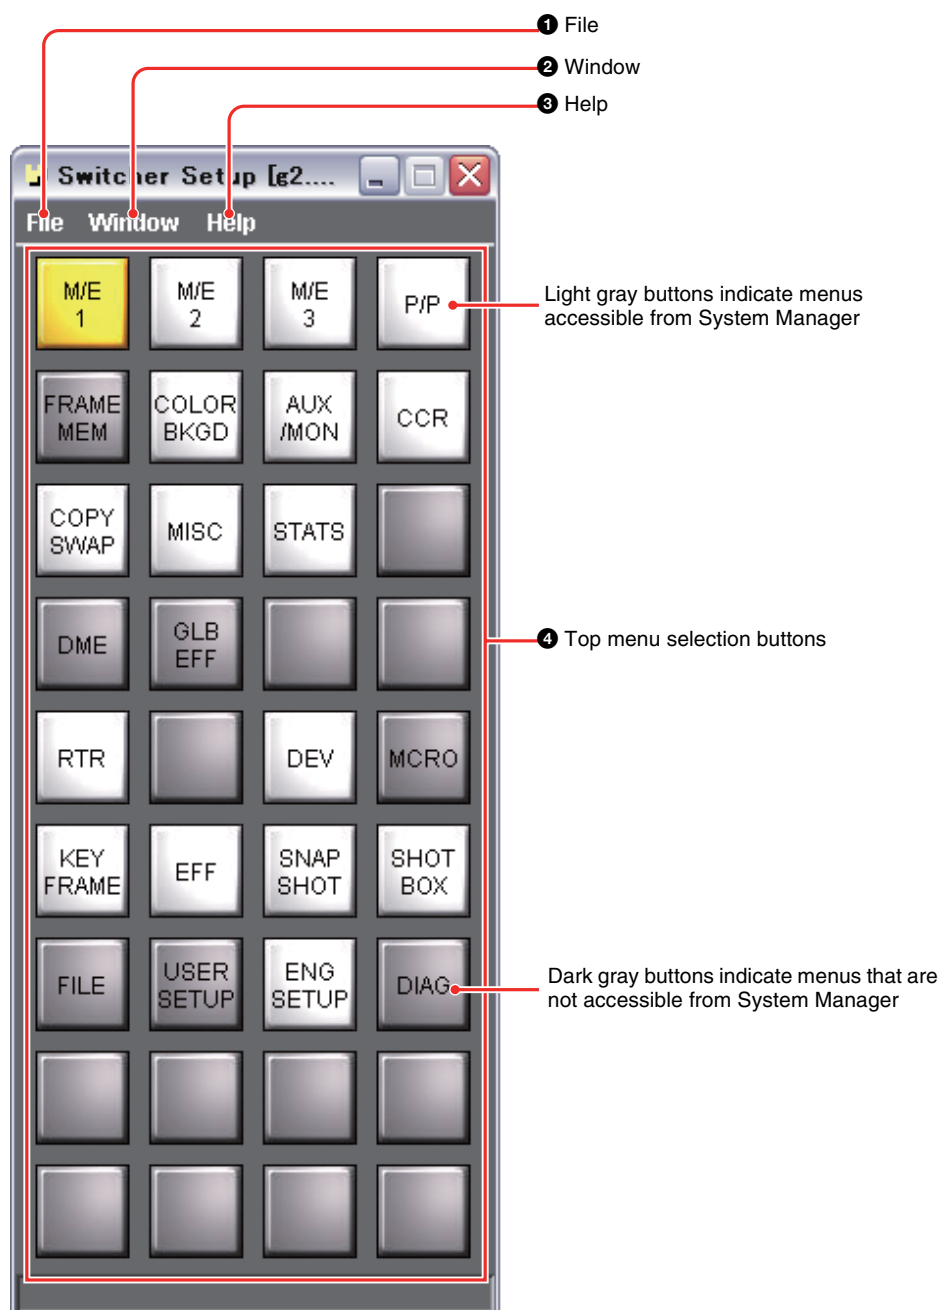 ❶ File
❷ Window
❸ Help
Switcher Setup [g2....
File Window Help
M/E
1
M/E
2
M/E
3
P/P
Light gray buttons indicate menus
accessible from System Manager
FRAME
MEM
COLOR
BKGD
AUX
/MON
CCR
COPY
SWAP
MISC
STATS
DME
GLB
EFF
❹ Top menu selection buttons
RTR
DEV
MCRO
KEY
FRAME
EFF
SNAP
SHOT
SHOT
BOX
FILE
USER
SETUP
ENG
SETUP
DIAG
Dark gray buttons indicate menus that are
not accessible from System Manager